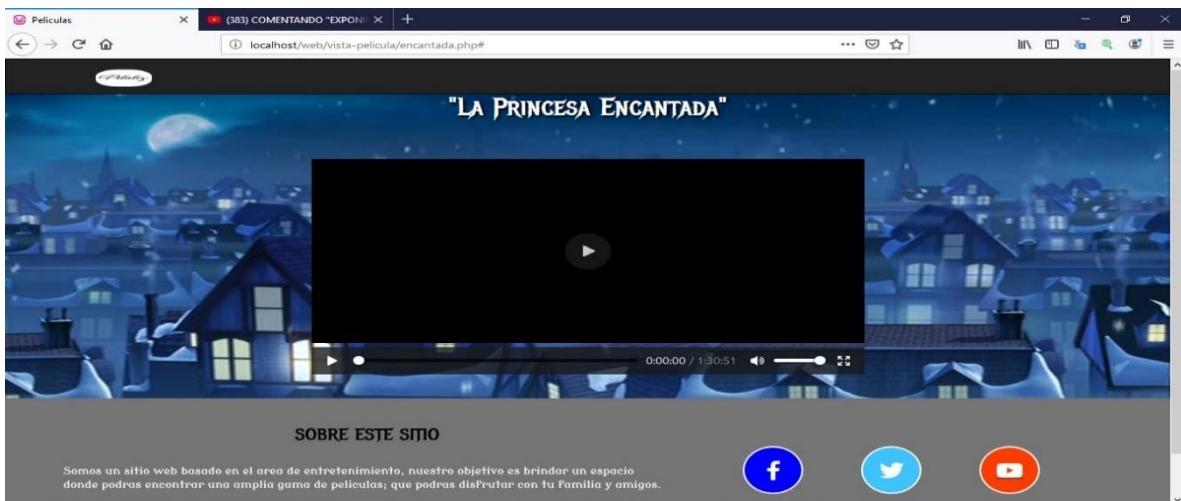 Peliculas
(383) COMENTANDO "EXPONI
localhost/web/vista-pelicula/encantada.php#
"La Princesa Encantada"
0:00:00 / 1:30:51
SOBRE ESTE SITIO
Somos un sitio web basado en el area de entretenimiento, nuestro objetivo es brindar un espacio
donde podras encontrar una amplia gama de peliculas; que podras disfrutar con tu familia y amigos.